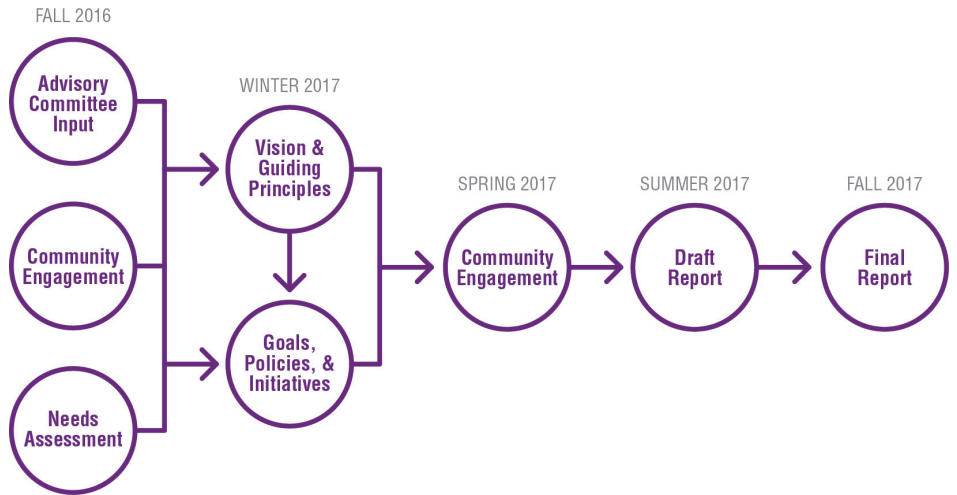 FALL 2016
Advisory
Committee
Input
Community
Engagement
Needs
Assessment
WINTER 2017
Vision &
Guiding
Principles
Goals,
Policies, &
Initiatives
SPRING 2017
Community
Engagement
SUMMER 2017
Draft
Report
FALL 2017
Final
Report